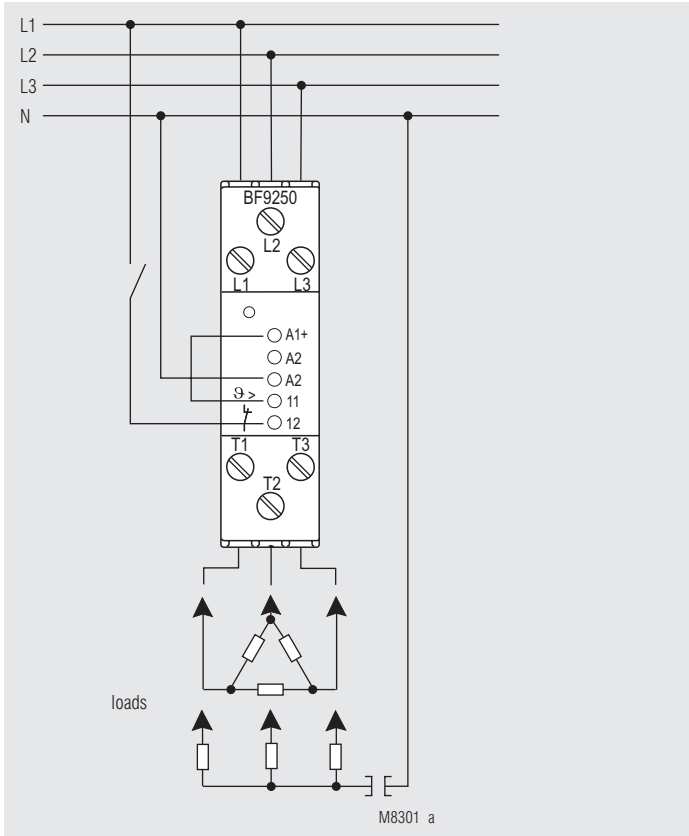 L1
L2
L3
N
BF9250
L2
L1 L3
A1+
A2
A2
ϑ > 11
12
T1 T3
T2
loads
M8301 a